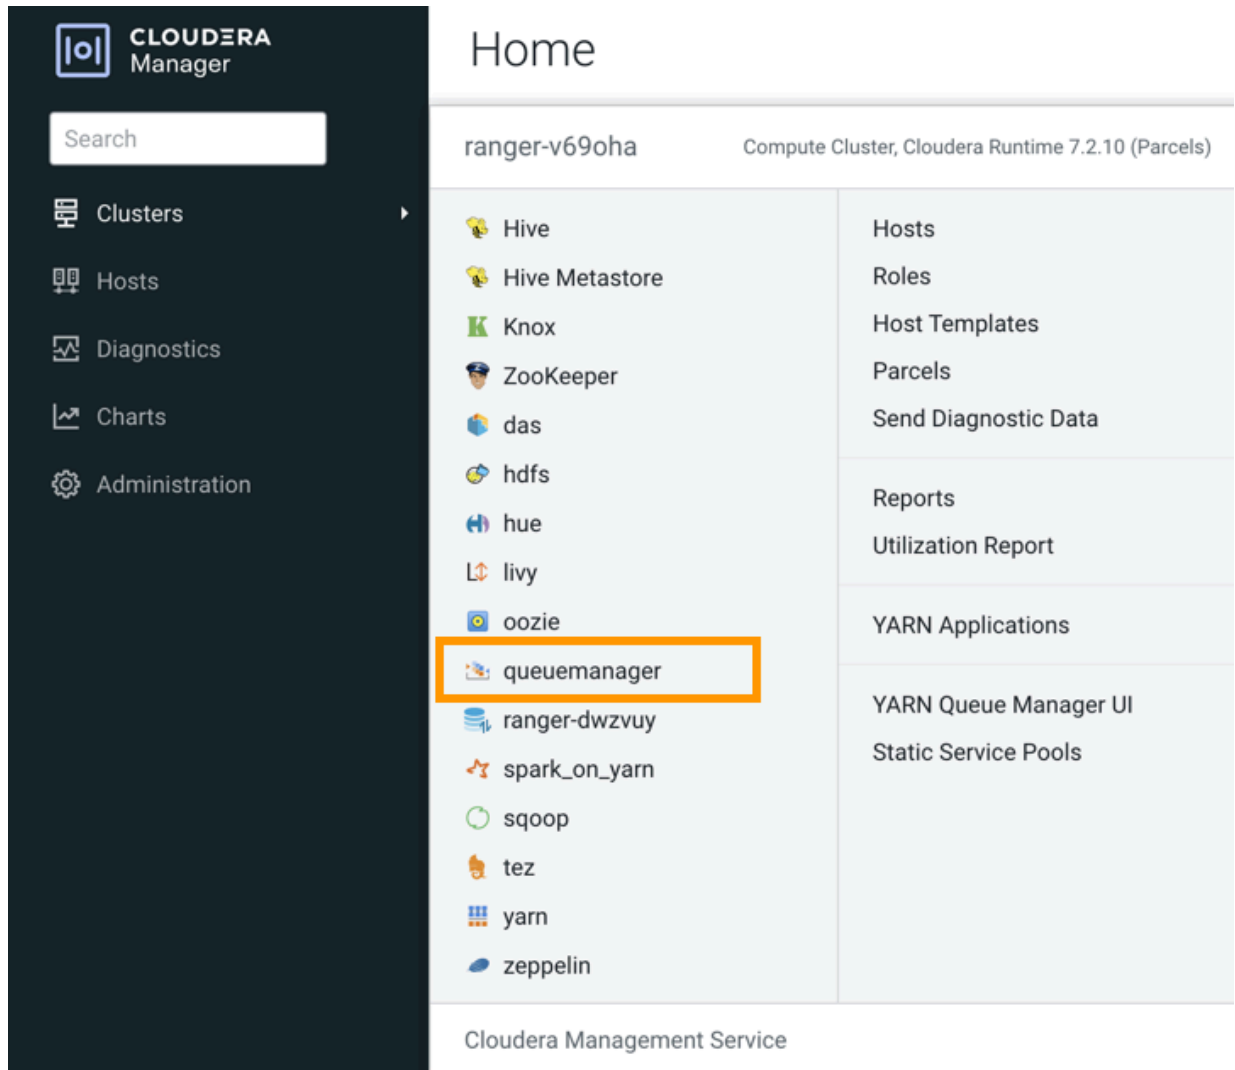 CLOUDERA
Manager
Search
Clusters
Hosts
Diagnostics
Charts
Administration
Home
ranger-v69oha
Compute Cluster, Cloudera Runtime 7.2.10 (Parcels)
Hive
Hive Metastore
Knox
ZooKeeper
das
hdfs
hue
livy
oozie
queuemanager
ranger-dwzvuy
spark_on_yarn
sqoop
tez
yarn
zeppelin
Hosts
Roles
Host Templates
Parcels
Send Diagnostic Data
Reports
Utilization Report
YARN Applications
YARN Queue Manager UI
Static Service Pools
Cloudera Management Service